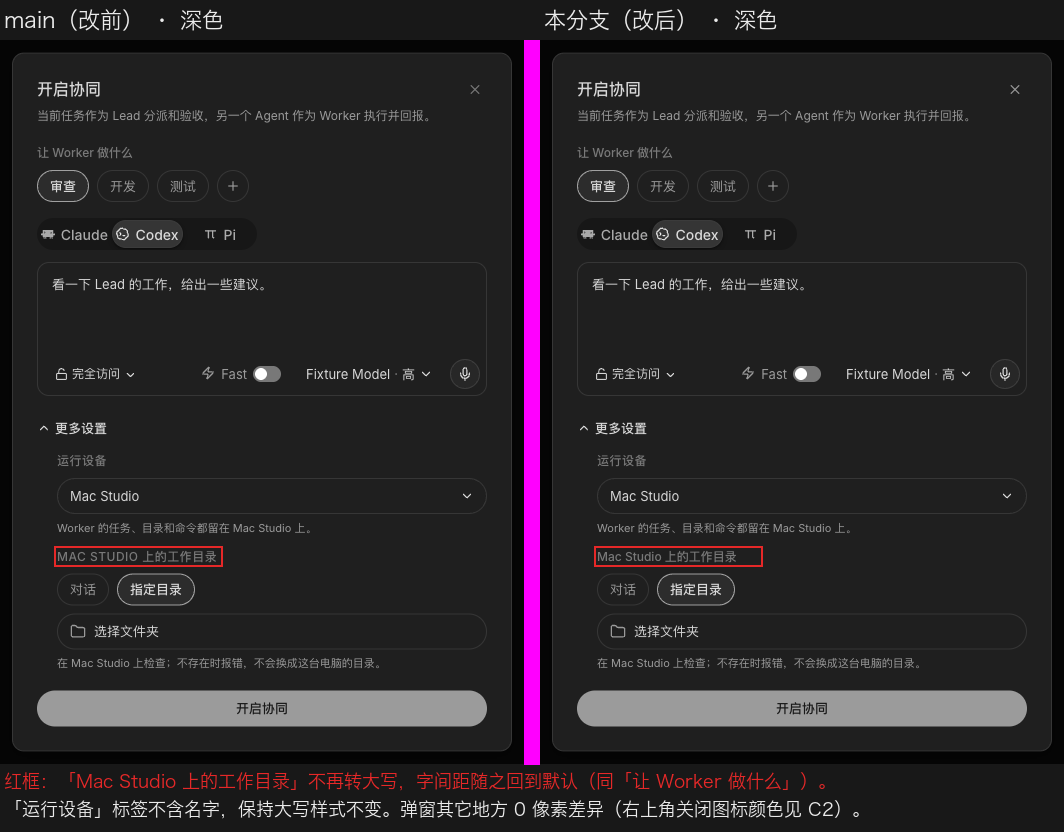 main（改前） · 深色
开启协同
当前任务作为 Lead 分派和验收，另一个 Agent 作为 Worker 执行并回报。
让 Worker 做什么
审查 开发 测试 +
Claude Codex Pi
看一下 Lead 的工作，给出一些建议。
完全访问 Fast Fixture Model · 高
更多设置
运行设备
Mac Studio
Worker 的任务、目录和命令都留在 Mac Studio 上。
MAC STUDIO 上的工作目录
对话 指定目录
选择文件夹
在 Mac Studio 上检查；不存在时报错，不会换成这台电脑的目录。
开启协同
本分支（改后） · 深色
开启协同
当前任务作为 Lead 分派和验收，另一个 Agent 作为 Worker 执行并回报。
让 Worker 做什么
审查 开发 测试 +
Claude Codex Pi
看一下 Lead 的工作，给出一些建议。
完全访问 Fast Fixture Model · 高
更多设置
运行设备
Mac Studio
Worker 的任务、目录和命令都留在 Mac Studio 上。
Mac Studio 上的工作目录
对话 指定目录
选择文件夹
在 Mac Studio 上检查；不存在时报错，不会换成这台电脑的目录。
开启协同
红框：「Mac Studio 上的工作目录」不再转大写，字间距随之回到默认（同「让 Worker 做什么」）。
「运行设备」标签不含名字，保持大写样式不变。弹窗其它地方 0 像素差异（右上角关闭图标颜色见 C2）。